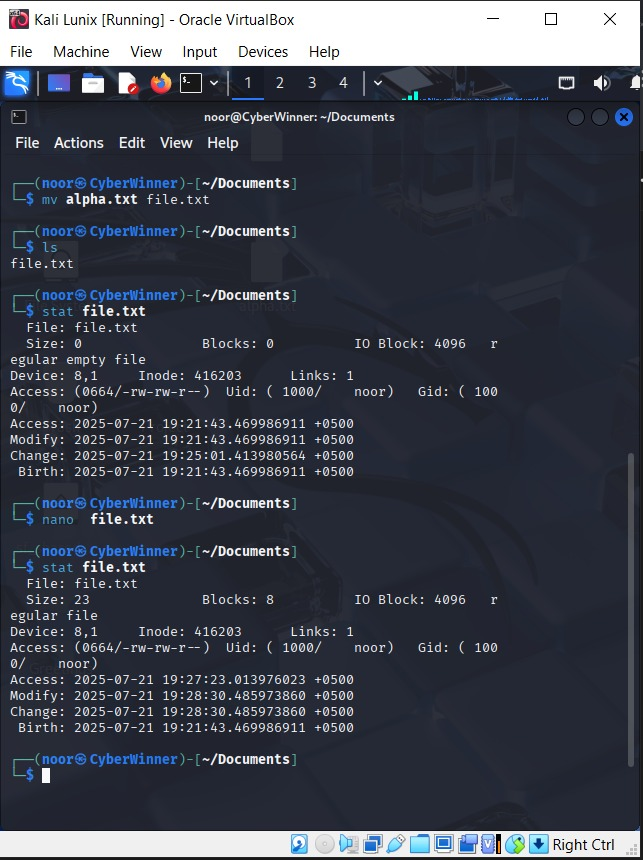 Kali Lunix [Running] - Oracle VirtualBox
File Machine View Input Devices Help
1 2 3 4
noor@CyberWinner: ~/Documents
File Actions Edit View Help
┌──(noor㉿CyberWinner)-[~/Documents]
└─$ mv alpha.txt file.txt
┌──(noor㉿CyberWinner)-[~/Documents]
└─$ ls
file.txt
┌──(noor㉿CyberWinner)-[~/Documents]
└─$ stat file.txt
  File: file.txt
  Size: 0               Blocks: 0          IO Block: 4096   r
egular empty file
Device: 8,1     Inode: 416203      Links: 1
Access: (0664/-rw-rw-r--)  Uid: ( 1000/    noor)   Gid: ( 100
0/    noor)
Access: 2025-07-21 19:21:43.469986911 +0500
Modify: 2025-07-21 19:21:43.469986911 +0500
Change: 2025-07-21 19:25:01.413980564 +0500
 Birth: 2025-07-21 19:21:43.469986911 +0500
┌──(noor㉿CyberWinner)-[~/Documents]
└─$ nano  file.txt
┌──(noor㉿CyberWinner)-[~/Documents]
└─$ stat file.txt
  File: file.txt
  Size: 23              Blocks: 8          IO Block: 4096   r
egular file
Device: 8,1     Inode: 416203      Links: 1
Access: (0664/-rw-rw-r--)  Uid: ( 1000/    noor)   Gid: ( 100
0/    noor)
Access: 2025-07-21 19:27:23.013976023 +0500
Modify: 2025-07-21 19:28:30.485973860 +0500
Change: 2025-07-21 19:28:30.485973860 +0500
 Birth: 2025-07-21 19:21:43.469986911 +0500
┌──(noor㉿CyberWinner)-[~/Documents]
└─$
Right Ctrl